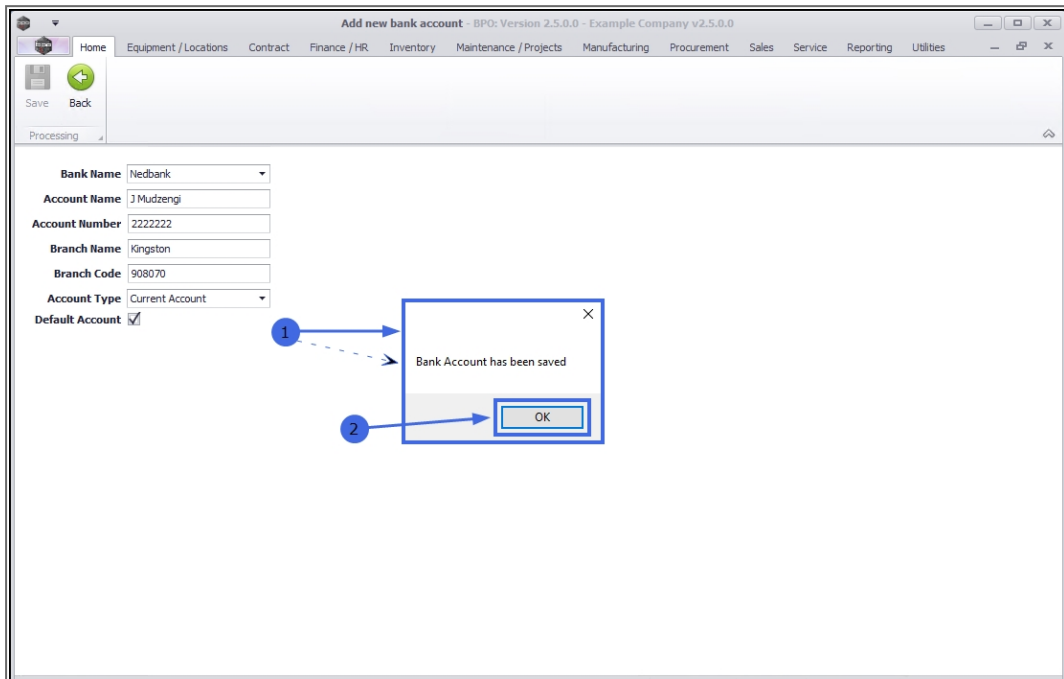 Add new bank account - BPO: Version 2.5.0.0 - Example Company v2.5.0.0
Home Equipment / Locations Contract Finance / HR Inventory Maintenance / Projects Manufacturing Procurement Sales Service Reporting Utilities
Save Back
Processing
Bank Name Nedbank
Account Name J Mudzengi
Account Number 2222222
Branch Name Kingston
Branch Code 908070
Account Type Current Account
Default Account
1
Bank Account has been saved
2
OK